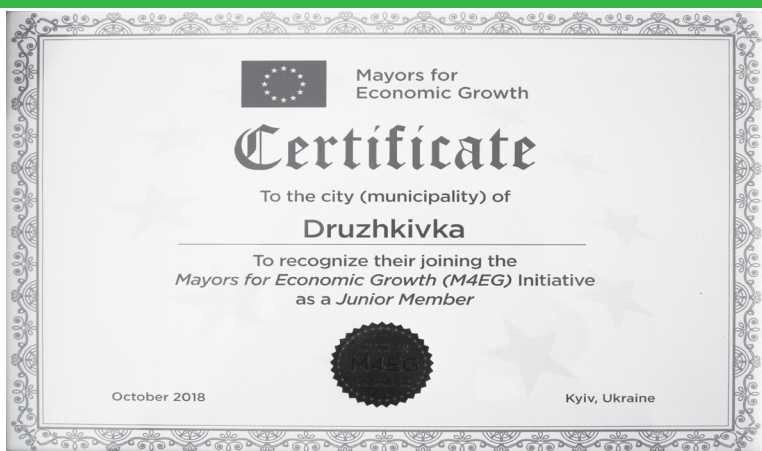 Mayors for
Economic Growth
Certificate
To the city (municipality) of
Druzhkivka
To recognize their joining the
Mayors for Economic Growth (M4EG) Initiative
as a Junior Member
M4EG
October 2018
Kyiv, Ukraine